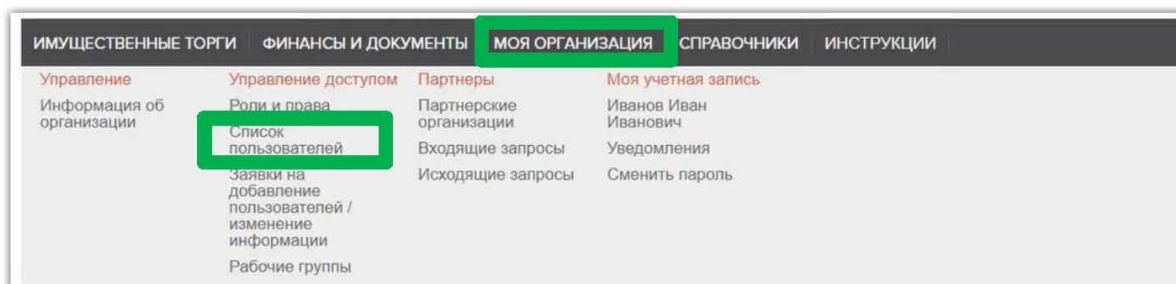 ИМУЩЕСТВЕННЫЕ ТОРГИ ФИНАНСЫ И ДОКУМЕНТЫ МОЯ ОРГАНИЗАЦИЯ СПРАВОЧНИКИ ИНСТРУКЦИИ
Управление
Информация об
организации
Управление доступом
Роли и права
Список
пользователей
Заявки на
добавление
пользователей /
изменение
информации
Рабочие группы
Партнеры
Партнерские
организации
Входящие запросы
Исходящие запросы
Моя учетная запись
Иванов Иван
Иванович
Уведомления
Сменить пароль